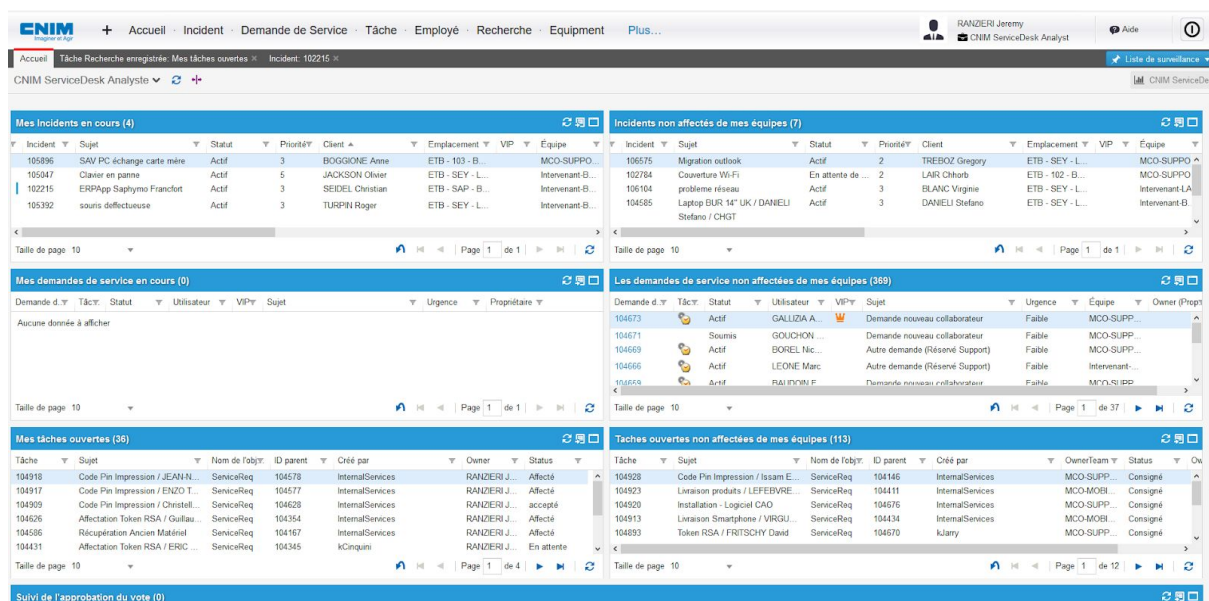 CNIM
Imaginer et Agir
+ Accueil · Incident · Demande de Service · Tâche · Employé · Recherche · Equipment Plus...
RANZIERI Jeremy
CNIM ServiceDesk Analyst
Aide
Accueil Tâche Recherche enregistrée: Mes tâches ouvertes × Incident: 102215 ×
Liste de surveillance
CNIM ServiceDesk Analyste
CNIM ServiceDe
Mes Incidents en cours (4)
Incident Sujet Statut Priorité Client Emplacement VIP Équipe
105896 SAV PC échange carte mère Actif 3 BOGGIONE Anne ETB - 103 - B... MCO-SUPPO...
105047 Clavier en panne Actif 5 JACKSON Olivier ETB - SEY - L... Intervenant-B...
102215 ERPApp Saphymo Francfort Actif 3 SEIDEL Christian ETB - SAP - B... Intervenant-B...
105392 souris deffectueuse Actif 3 TURPIN Roger ETB - SEY - L... Intervenant-B...
Taille de page 10 Page 1 de 1
Incidents non affectés de mes équipes (7)
Incident Sujet Statut Priorité Client Emplacement VIP Équipe
106575 Migration outlook Actif 2 TREBOZ Gregory ETB - SEY - L... MCO-SUPPO
102784 Couverture Wi-Fi En attente de ... 2 LAIR Chhorb ETB - 102 - B... MCO-SUPPO
106104 probleme réseau Actif 3 BLANC Virginie ETB - SEY - L... Intervenant-LA
104585 Laptop BUR 14" UK / DANIELI Actif 3 DANIELI Stefano ETB - SEY - L... Intervenant-B
Stefano / CHGT
Taille de page 10 Page 1 de 1
Mes demandes de service en cours (0)
Demande d... Tâc... Statut Utilisateur VIP Sujet Urgence Propriétaire
Aucune donnée à afficher
Taille de page 10 Page 1 de 1
Les demandes de service non affectées de mes équipes (369)
Demande d... Tâc... Statut Utilisateur VIP Sujet Urgence Équipe Owner (Prop
104673 Actif GALLIZIA A... Demande nouveau collaborateur Faible MCO-SUPP...
104671 Soumis GOUCHON ... Demande nouveau collaborateur Faible MCO-SUPP...
104669 Actif BOREL Nic... Autre demande (Réservé Support) Faible MCO-SUPP...
104666 Actif LEONE Marc Autre demande (Réservé Support) Faible Intervenant-...
104659 Actif BAUDOIN F... Demande nouveau collaborateur Faible MCO-SUPP...
Taille de page 10 Page 1 de 37
Mes tâches ouvertes (36)
Tâche Sujet Nom de l'obj... ID parent Créé par Owner Status
104918 Code Pin Impression / JEAN-N... ServiceReq 104578 InternalServices RANZIERI J... Affecté
104917 Code Pin Impression / ENZO T... ServiceReq 104577 InternalServices RANZIERI J... Affecté
104909 Code Pin Impression / Christell... ServiceReq 104628 InternalServices RANZIERI J... accepté
104626 Affectation Token RSA / Guillau... ServiceReq 104354 InternalServices RANZIERI J... Affecté
104586 Récupération Ancien Matériel ServiceReq 104167 InternalServices RANZIERI J... Affecté
104431 Affectation Token RSA / ERIC ... ServiceReq 104345 kCinquini RANZIERI J... En attente
Taille de page 10 Page 1 de 4
Taches ouvertes non affectées de mes équipes (113)
Tâche Sujet Nom de l'obj... ID parent Créé par OwnerTeam Status Ow
104928 Code Pin Impression / Issam E... ServiceReq 104146 InternalServices MCO-SUPP... Consigné
104923 Livraison produits / LEFEBVRE... ServiceReq 104411 InternalServices MCO-MOBI... Consigné
104920 Installation - Logiciel CAO ServiceReq 104676 InternalServices MCO-SUPP... Consigné
104913 Livraison Smartphone / VIRGU... ServiceReq 104434 InternalServices MCO-MOBI... Consigné
104893 Token RSA / FRITSCHY David ServiceReq 104670 kJarry MCO-SUPP... Consigné
Taille de page 10 Page 1 de 12
Suivi de l'approbation du vote (0)